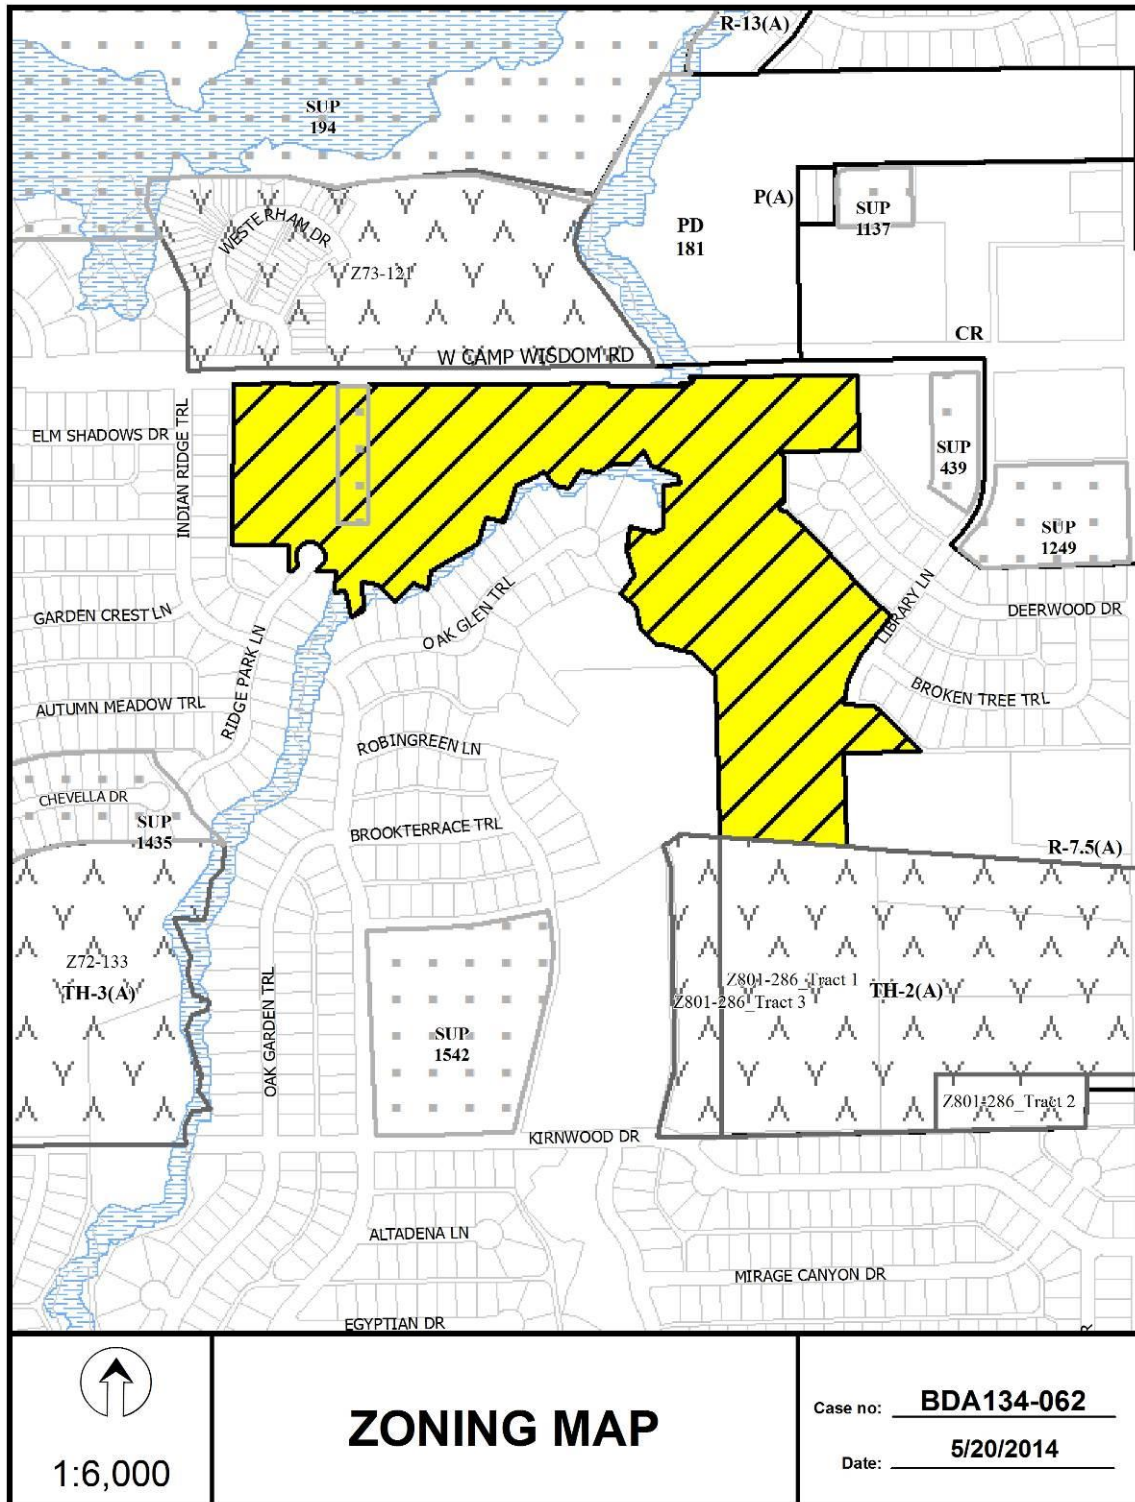 R-13(A)
SUP
194
P(A)
SUP
1137
PD
181
WESTERHAM DR
Z73-121
CR
W CAMP WISDOM RD
ELM SHADOWS DR
INDIAN RIDGE TRL
SUP
439
SUP
1249
GARDEN CREST LN
OAK GLEN TRL
LIBRARY LN
DEERWOOD DR
RIDGE PARK LN
AUTUMN MEADOW TRL
BROKEN TREE TRL
ROBINGREEN LN
CHEVELLA DR
SUP
1435
BROOKTERRACE TRL
R-7.5(A)
Z72-133
TH-3(A)
OAK GARDEN TRL
SUP
1542
Z801-286_Tract 1
TH-2(A)
Z801-286_Tract 3
Z801-286_Tract 2
KIRNWOOD DR
ALTADENA LN
MIRAGE CANYON DR
EGYPTIAN DR
1:6,000
ZONING MAP
Case no: BDA134-062
Date: 5/20/2014